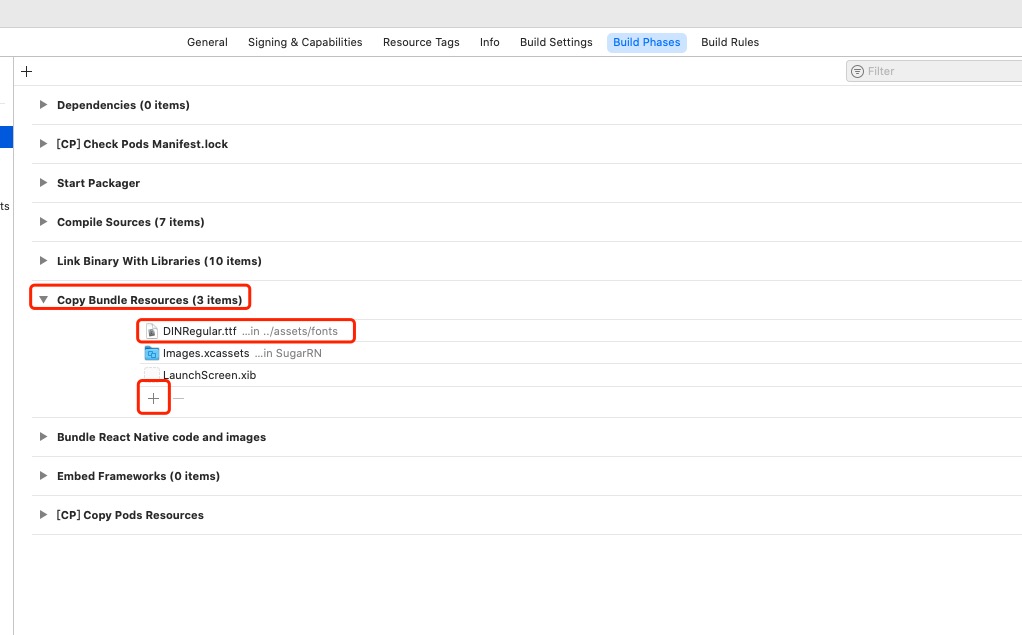 General Signing & Capabilities Resource Tags Info Build Settings Build Phases Build Rules
Filter
Dependencies (0 items)
[CP] Check Pods Manifest.lock
Start Packager
ts
Compile Sources (7 items)
Link Binary With Libraries (10 items)
Copy Bundle Resources (3 items)
DINRegular.ttf ...in ../assets/fonts
Images.xcassets ...in SugarRN
LaunchScreen.xib
Bundle React Native code and images
Embed Frameworks (0 items)
[CP] Copy Pods Resources